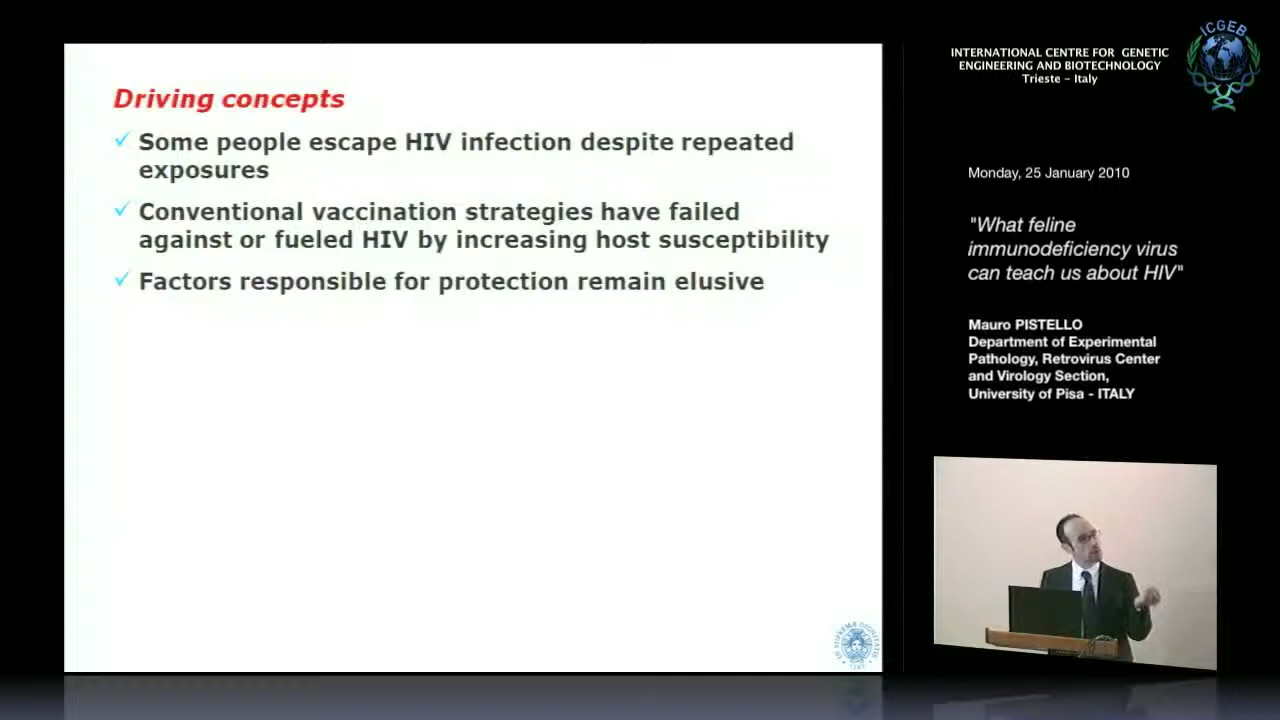 Driving concepts
✓ Some people escape HIV infection despite repeated
exposures
✓ Conventional vaccination strategies have failed
against or fueled HIV by increasing host susceptibility
✓ Factors responsible for protection remain elusive
INTERNATIONAL CENTRE FOR GENETIC
ENGINEERING AND BIOTECHNOLOGY
Trieste - Italy
ICGEB
Monday, 25 January 2010
"What feline
immunodeficiency virus
can teach us about HIV"
Mauro PISTELLO
Department of Experimental
Pathology, Retrovirus Center
and Virology Section,
University of Pisa - ITALY